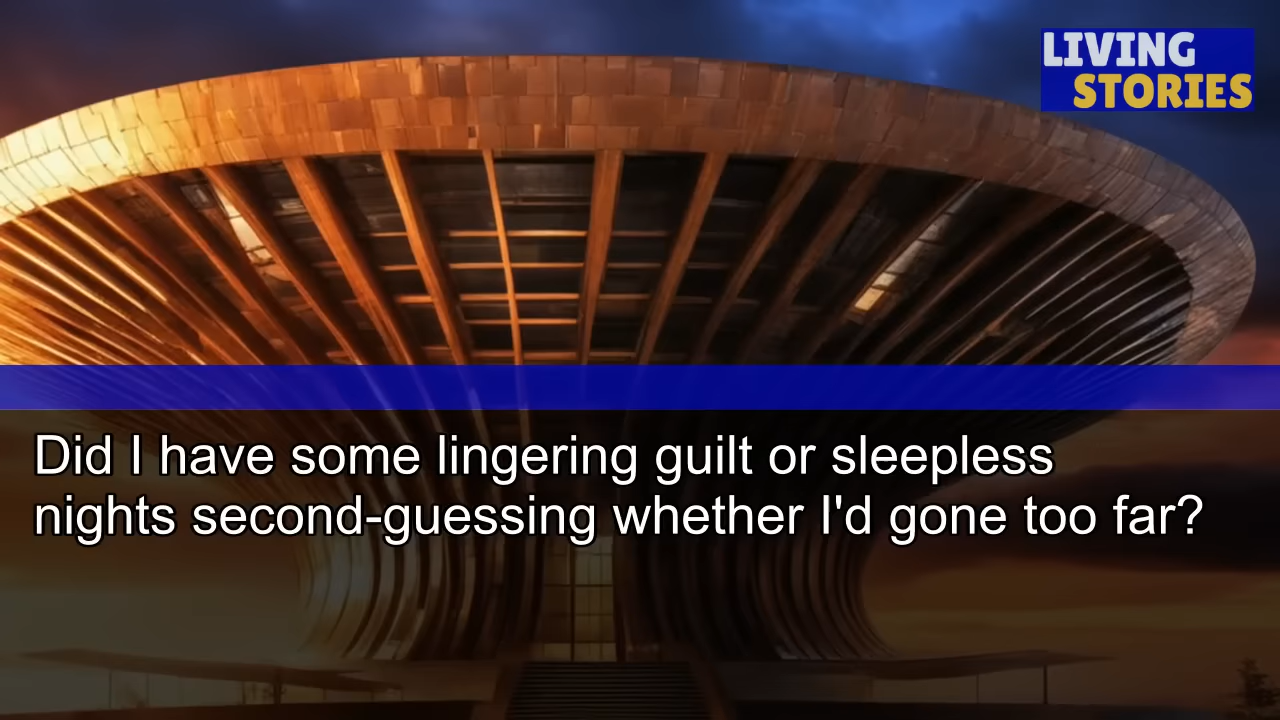 LIVING
STORIES
Did I have some lingering guilt or sleepless
nights second-guessing whether I'd gone too far?